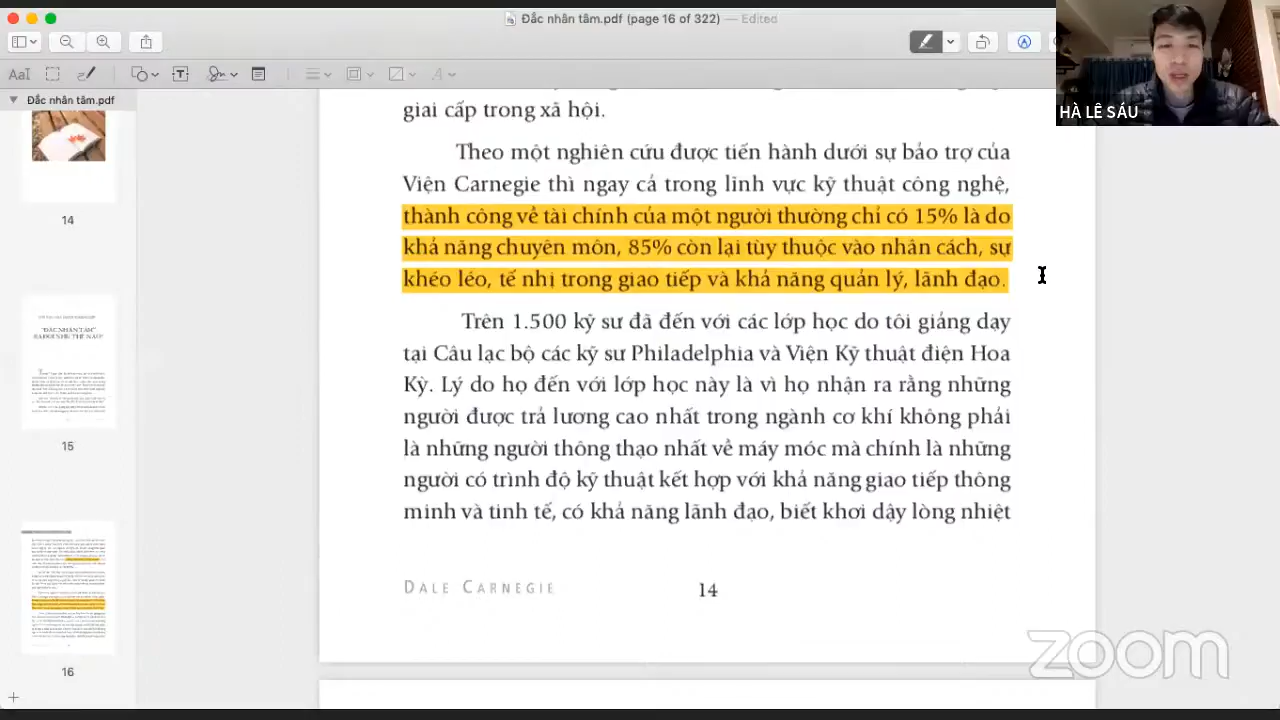 Đắc nhân tâm.pdf (page 16 of 322) — Edited
HÀ LÊ SÁU
Đắc nhân tâm.pdf
14
15
16
giai cấp trong xã hội.
Theo một nghiên cứu được tiến hành dưới sự bảo trợ của
Viện Carnegie thì ngay cả trong lĩnh vực kỹ thuật công nghệ,
thành công về tài chính của một người thường chỉ có 15% là do
khả năng chuyên môn, 85% còn lại tùy thuộc vào nhân cách, sự
khéo léo, tế nhị trong giao tiếp và khả năng quản lý, lãnh đạo.
Trên 1.500 kỹ sư đã đến với các lớp học do tôi giảng dạy
tại Câu lạc bộ các kỹ sư Philadelphia và Viện Kỹ thuật điện Hoa
Kỳ. Lý do họ đến với lớp học này là vì họ nhận ra rằng những
người được trả lương cao nhất trong ngành cơ khí không phải
là những người thông thạo nhất về máy móc mà chính là những
người có trình độ kỹ thuật kết hợp với khả năng giao tiếp thông
minh và tinh tế, có khả năng lãnh đạo, biết khơi dậy lòng nhiệt
DALE CARNEGIE
14
zoom